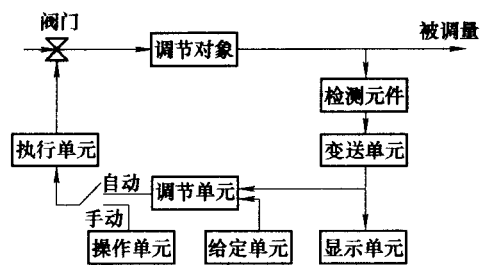 阀门
被调量
调节对象
检测元件
执行单元
变送单元
自动
调节单元
手动
操作单元
给定单元
显示单元